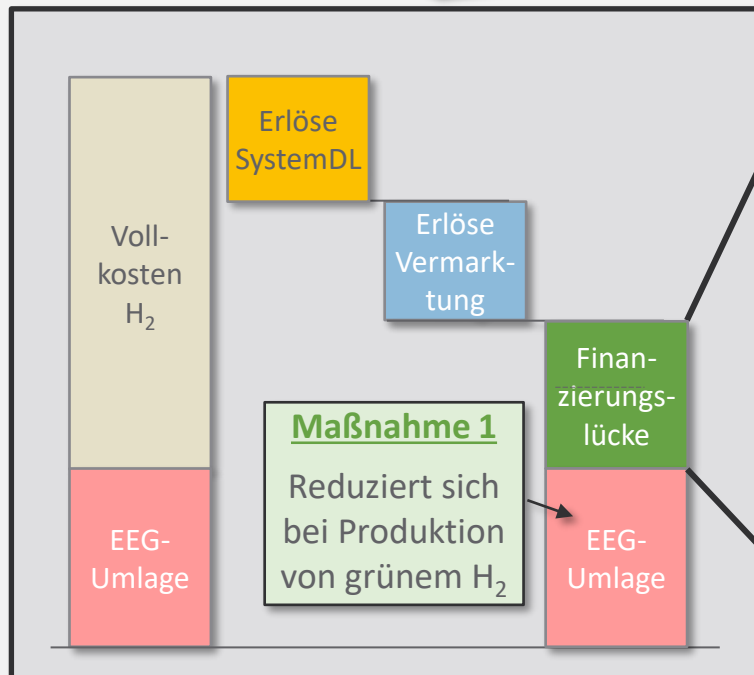 Voll-
kosten
H₂
EEG-
Umlage
Erlöse
SystemDL
Erlöse
Vermark-
tung
Maßnahme 1
Reduziert sich
bei Produktion
von grünem H₂
Finan-
zierungs-
lücke
EEG-
Umlage